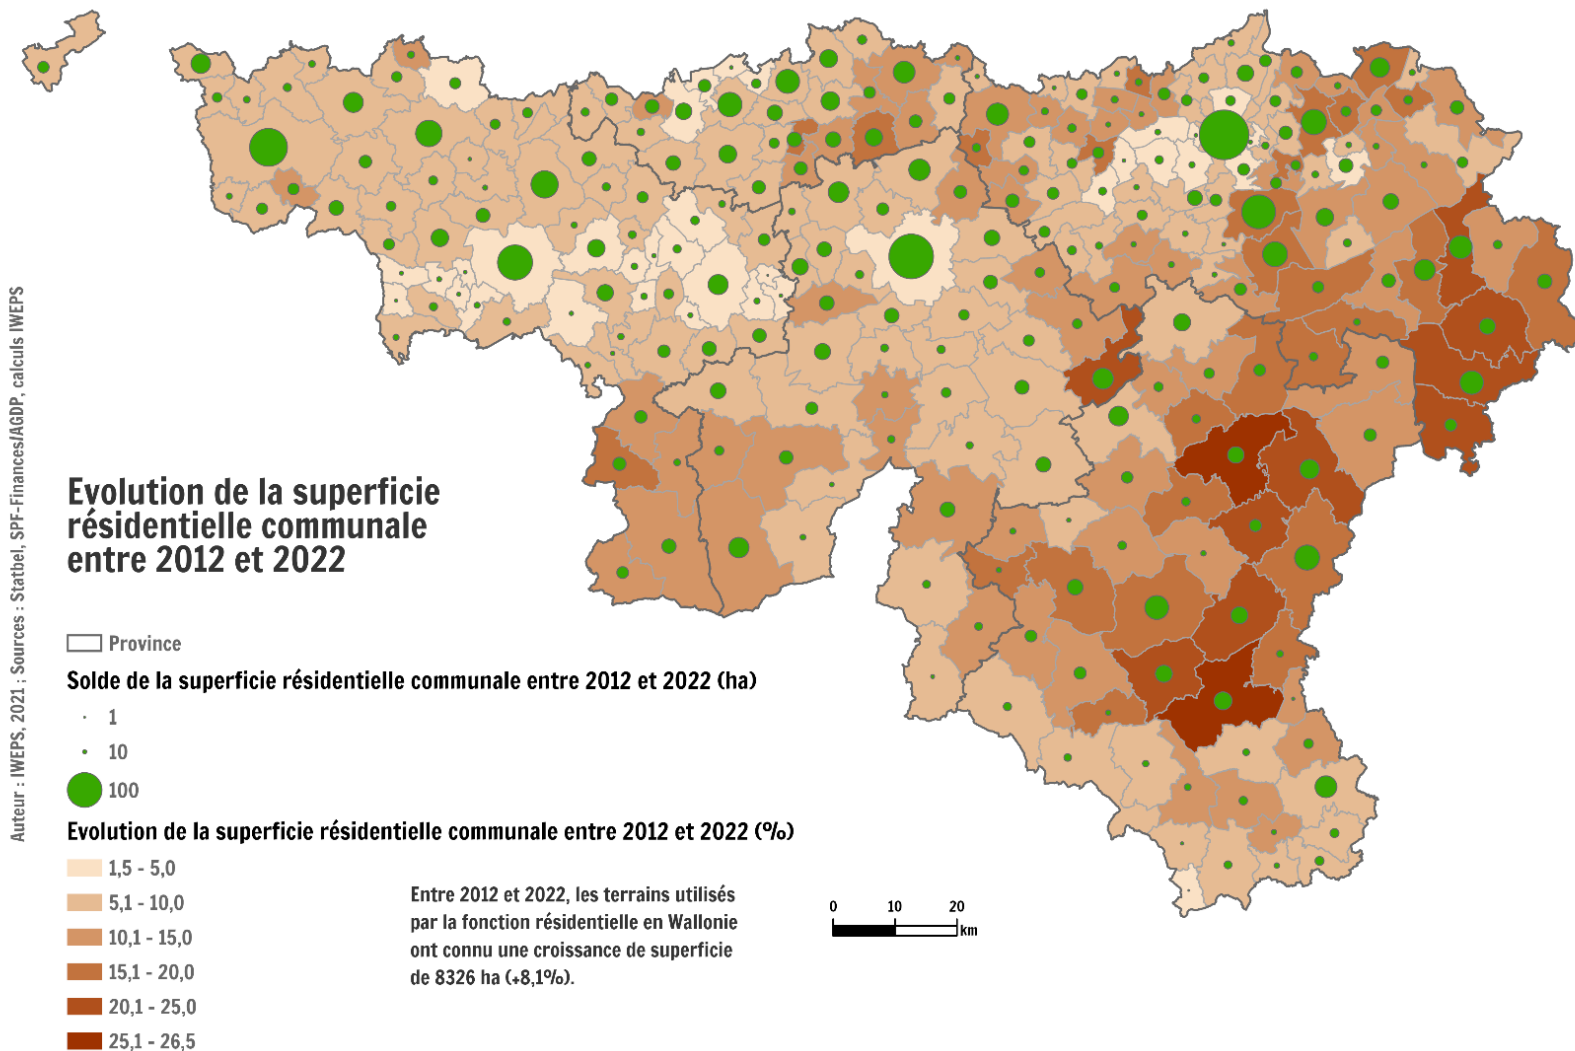 Evolution de la superficie
résidentielle communale
entre 2012 et 2022
Auteur : IWEPS, 2021 ; Sources : Statbel, SPF-Finances/AGDP, calculs IWEPS
Province
Solde de la superficie résidentielle communale entre 2012 et 2022 (ha)
1
10
100
Evolution de la superficie résidentielle communale entre 2012 et 2022 (%)
1,5 - 5,0
5,1 - 10,0
10,1 - 15,0
15,1 - 20,0
20,1 - 25,0
25,1 - 26,5
Entre 2012 et 2022, les terrains utilisés
par la fonction résidentielle en Wallonie
ont connu une croissance de superficie
de 8326 ha (+8,1%).
0 10 20
km